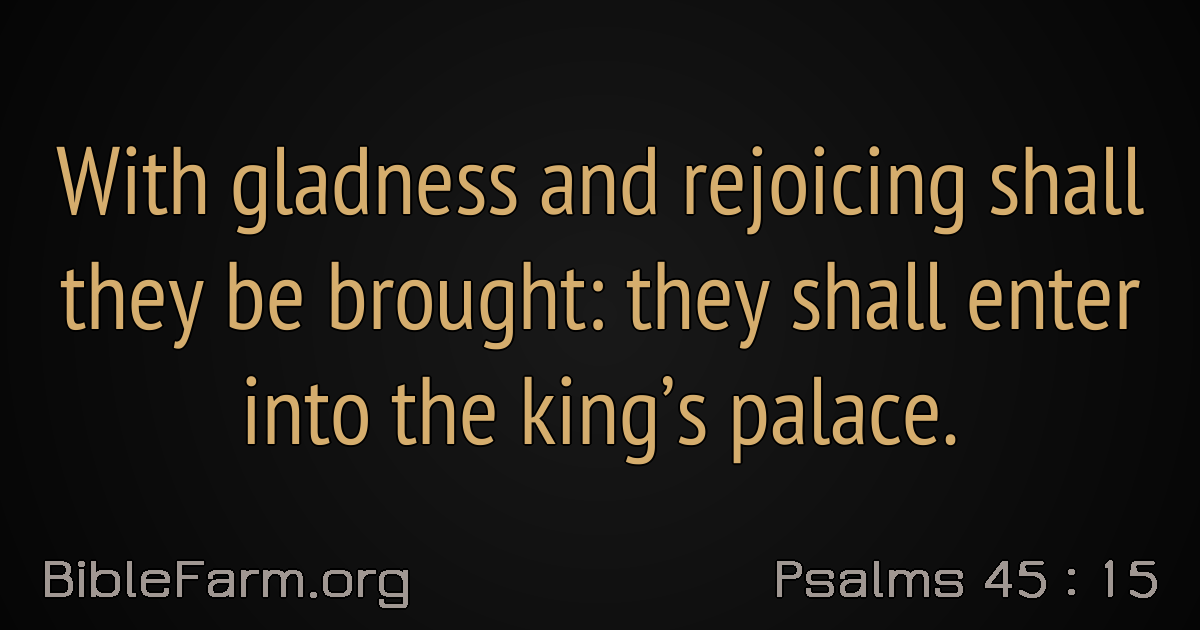 With gladness and rejoicing shall
they be brought: they shall enter
into the king’s palace.
BibleFarm.org
Psalms 45 : 15